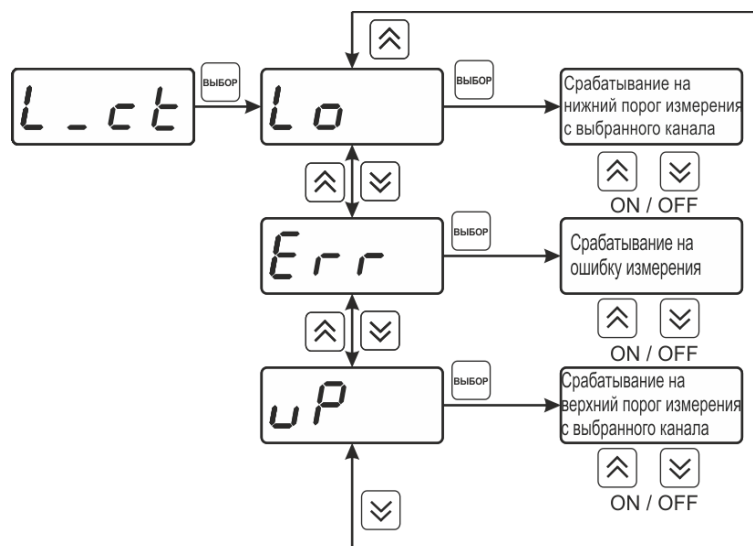 L_ct
ВЫБОР
Lo
ВЫБОР
Срабатывание на
нижний порог измерения
с выбранного канала
ON / OFF
Err
ВЫБОР
Срабатывание на
ошибку измерения
ON / OFF
uP
ВЫБОР
Срабатывание на
верхний порог измерения
с выбранного канала
ON / OFF